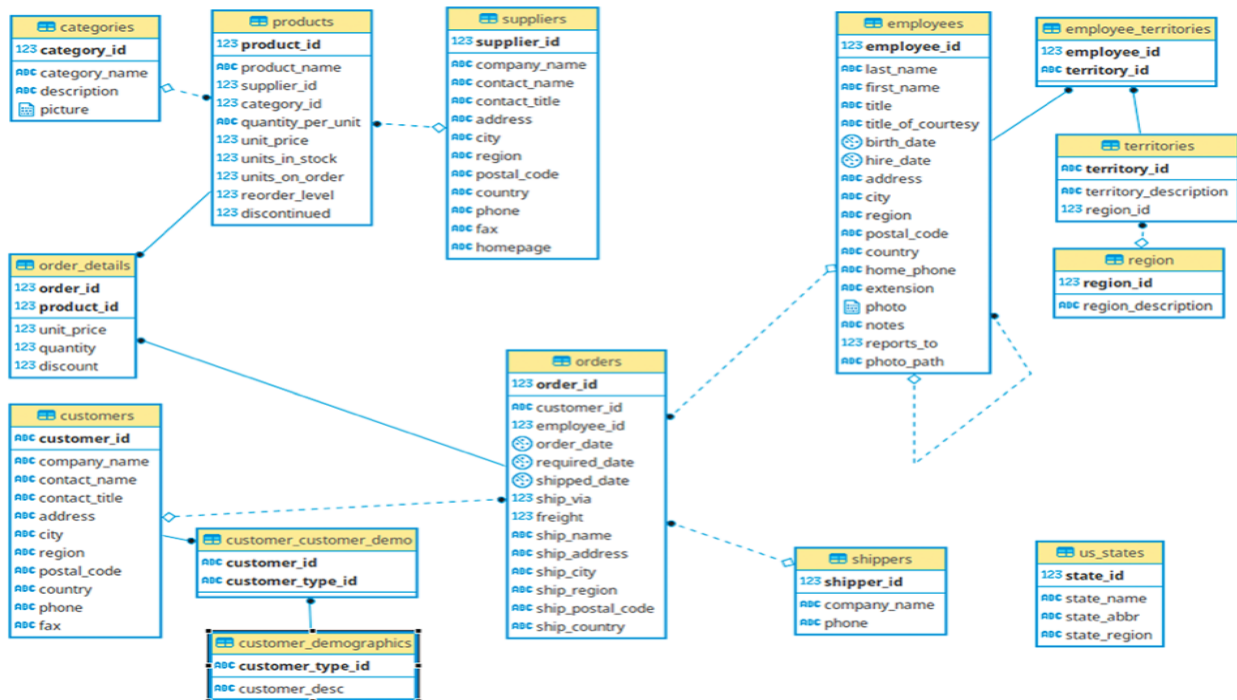 categories
123 category_id
ABC category_name
ABC description
picture
products
123 product_id
ABC product_name
123 supplier_id
123 category_id
ABC quantity_per_unit
123 unit_price
123 units_in_stock
123 units_on_order
123 reorder_level
123 discontinued
suppliers
123 supplier_id
ABC company_name
ABC contact_name
ABC contact_title
ABC address
ABC city
ABC region
ABC postal_code
ABC country
ABC phone
ABC fax
ABC homepage
employees
123 employee_id
ABC last_name
ABC first_name
ABC title
ABC title_of_courtesy
birth_date
hire_date
ABC address
ABC city
ABC region
ABC postal_code
ABC country
ABC home_phone
ABC extension
photo
ABC notes
123 reports_to
ABC photo_path
employee_territories
123 employee_id
ABC territory_id
territories
ABC territory_id
ABC territory_description
123 region_id
region
123 region_id
ABC region_description
order_details
123 order_id
123 product_id
123 unit_price
123 quantity
123 discount
customers
ABC customer_id
ABC company_name
ABC contact_name
ABC contact_title
ABC address
ABC city
ABC region
ABC postal_code
ABC country
ABC phone
ABC fax
customer_customer_demo
ABC customer_id
ABC customer_type_id
customer_demographics
ABC customer_type_id
ABC customer_desc
orders
123 order_id
ABC customer_id
123 employee_id
order_date
required_date
shipped_date
123 ship_via
123 freight
ABC ship_name
ABC ship_address
ABC ship_city
ABC ship_region
ABC ship_postal_code
ABC ship_country
shippers
123 shipper_id
ABC company_name
ABC phone
us_states
123 state_id
ABC state_name
ABC state_abbr
ABC state_region